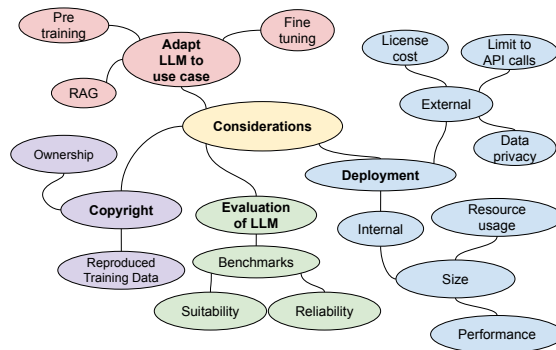 Pre
training
Fine
tuning
Adapt
LLM to
use case
RAG
License
cost
Limit to
API calls
External
Data
privacy
Considerations
Ownership
Deployment
Copyright
Evaluation
of LLM
Internal
Resource
usage
Reproduced
Training Data
Benchmarks
Size
Suitability
Reliability
Performance